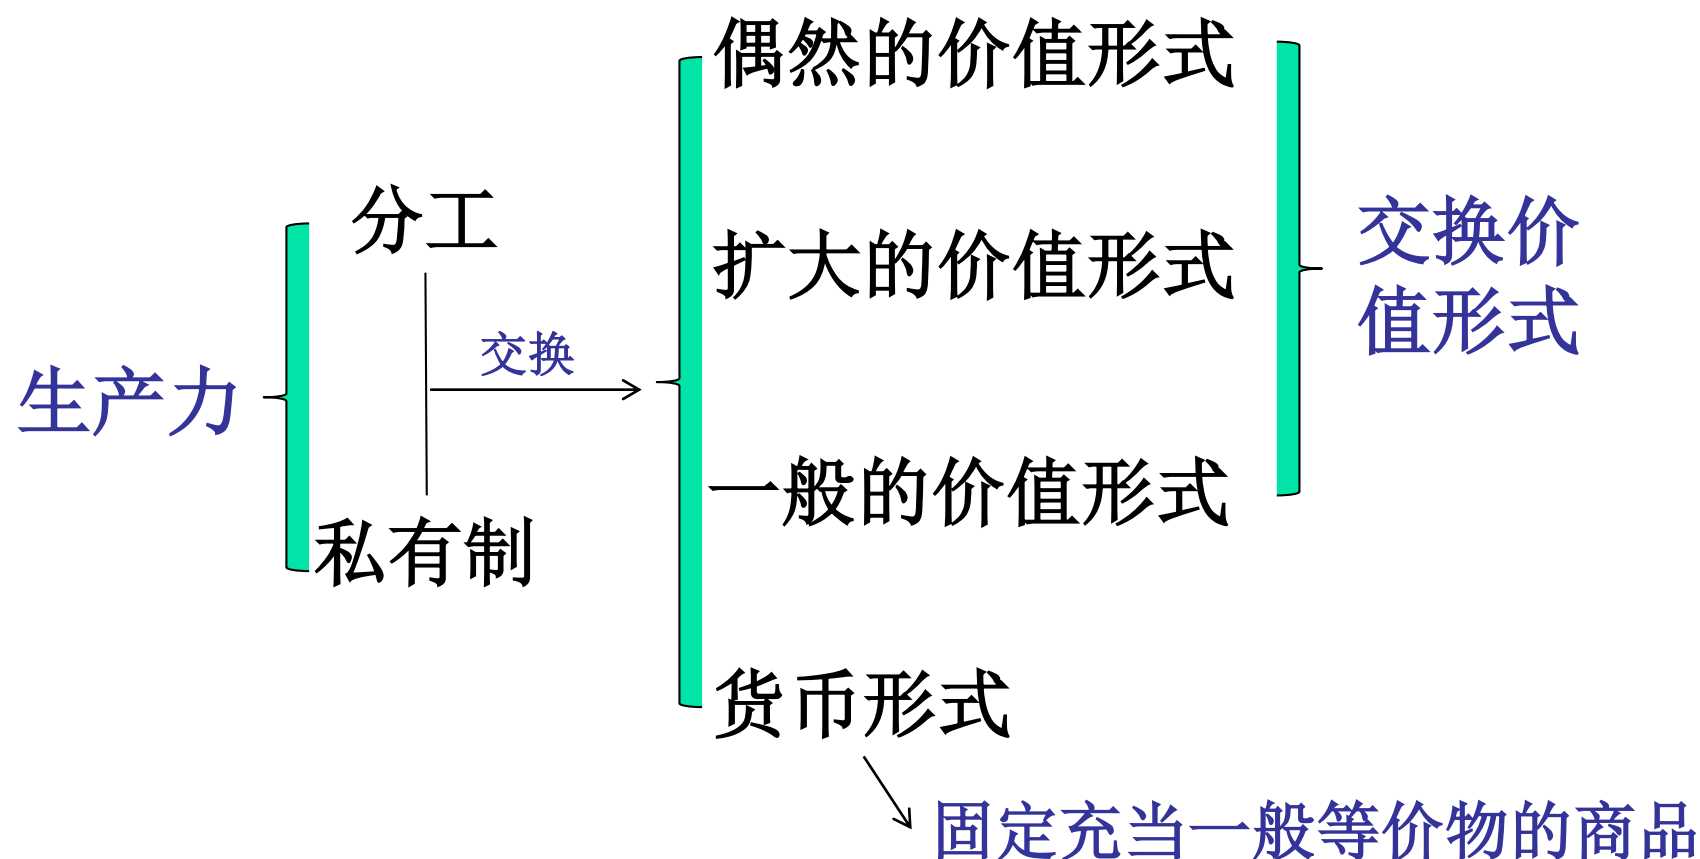 偶然的价值形式
分工
扩大的价值形式
交换价
值形式
交换
生产力
一般的价值形式
私有制
货币形式
固定充当一般等价物的商品